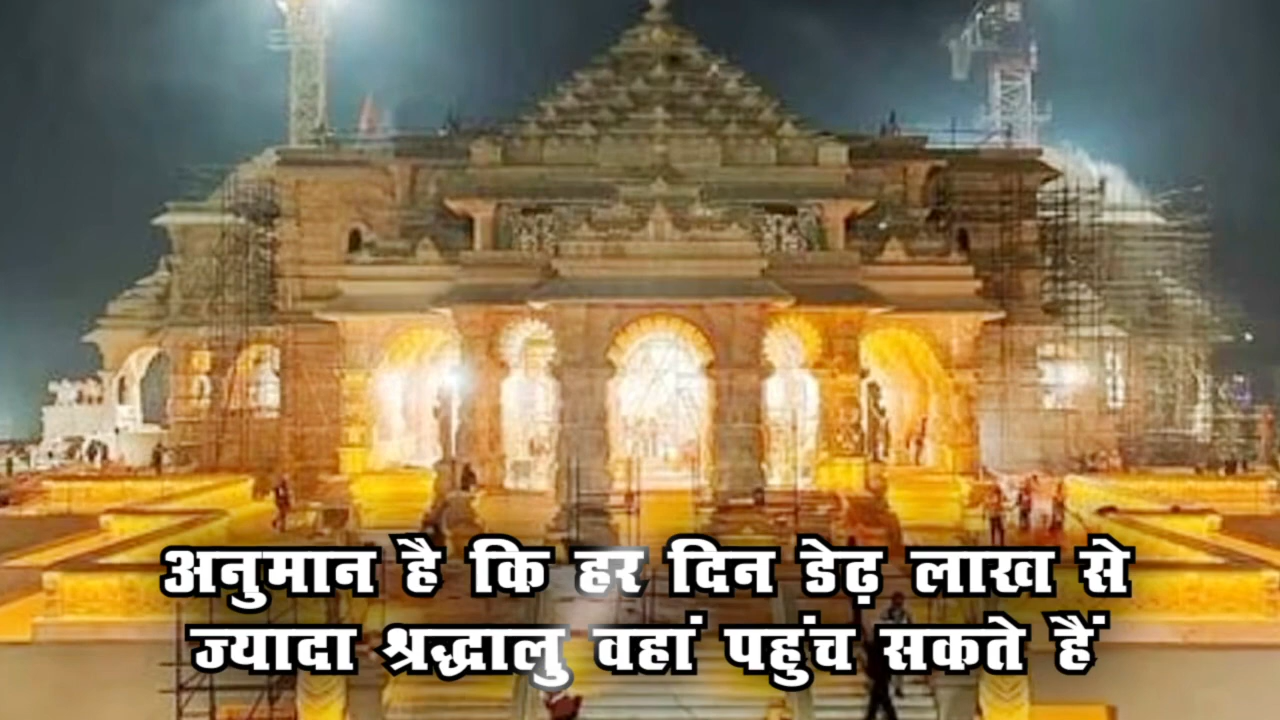 अनुमान है कि हर दिन डेढ़ लाख से
ज्यादा श्रद्धालु वहां पहुंच सकते हैं